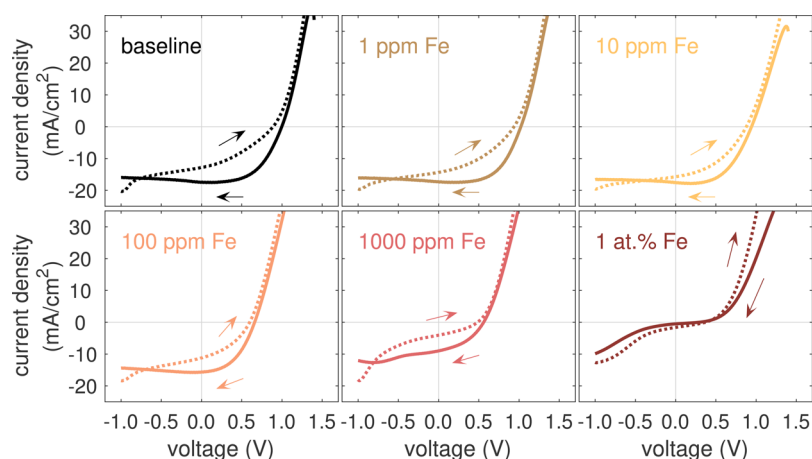 baseline
1 ppm Fe
10 ppm Fe
current density
(mA/cm²)
30
20
10
0
-10
-20
100 ppm Fe
1000 ppm Fe
1 at.% Fe
current density
(mA/cm²)
30
20
10
0
-10
-20
-1.0 -0.5 0.0 0.5 1.0 1.5
-1.0 -0.5 0.0 0.5 1.0 1.5
-1.0 -0.5 0.0 0.5 1.0 1.5
voltage (V)
voltage (V)
voltage (V)